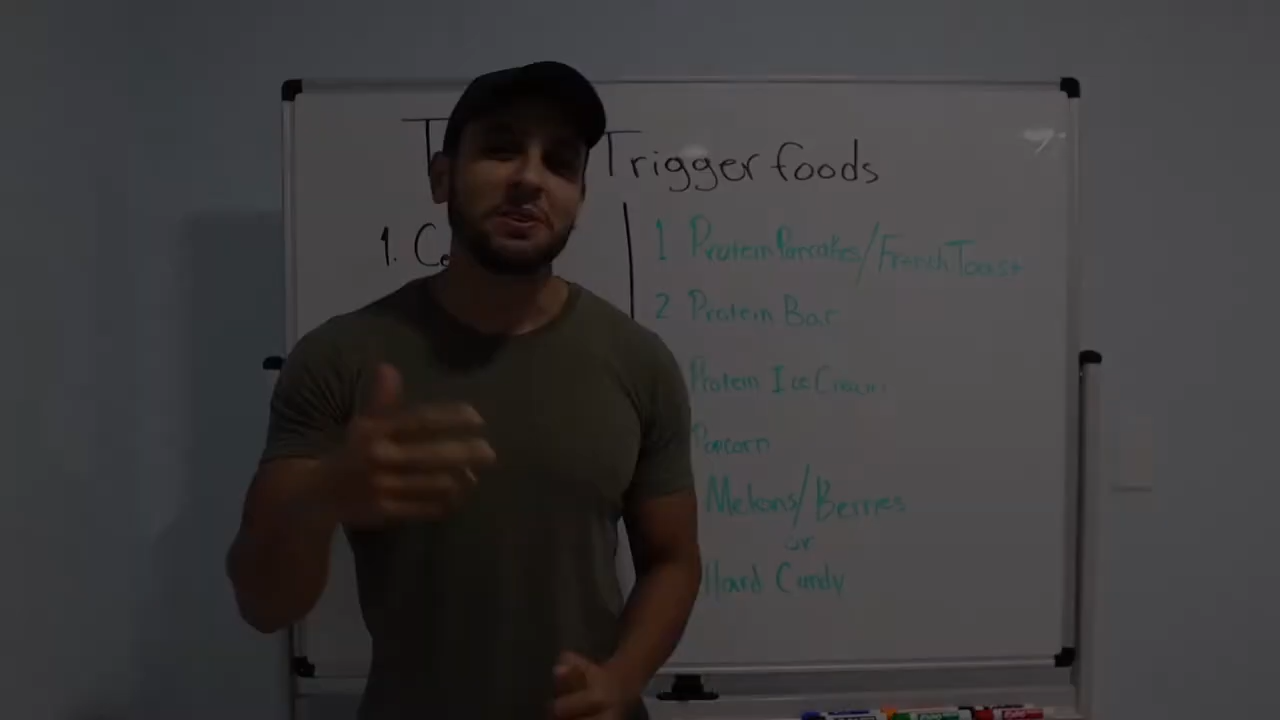 Trigger foods
1.
1 Protein Pancakes/French Toast
2 Protein Bar
Protein Ice Cream
Popcorn
Melons/Berries
or
Hard Candy